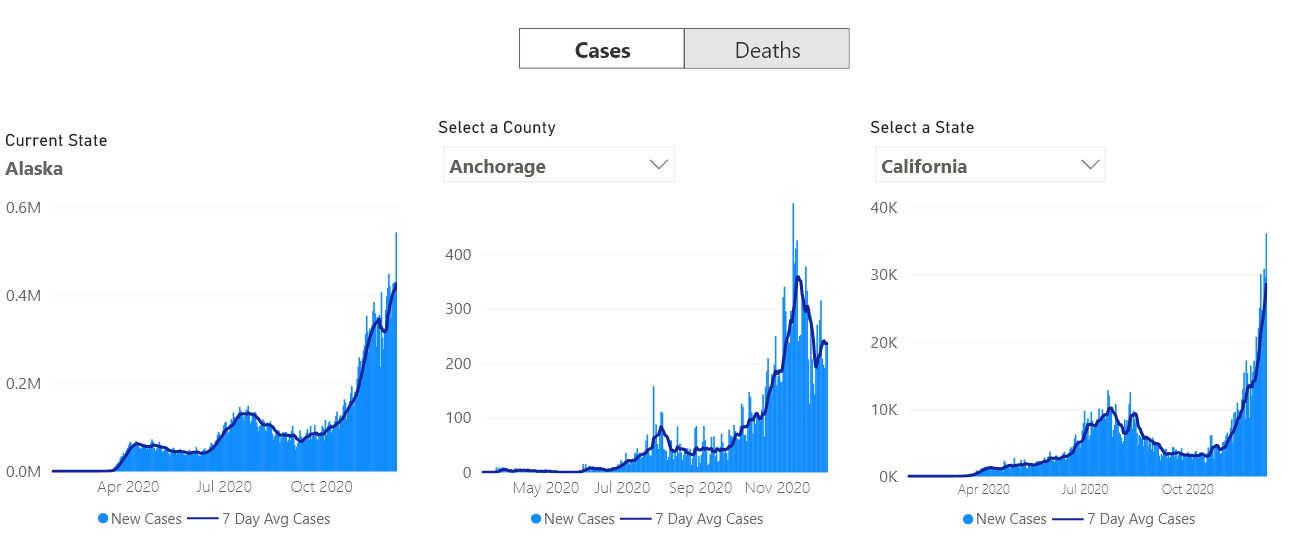 Cases Deaths
Current State
Alaska
0.6M
0.4M
0.2M
0.0M
Apr 2020 Jul 2020 Oct 2020
New Cases 7 Day Avg Cases
Select a County
Anchorage
400
300
200
100
0
May 2020 Jul 2020 Sep 2020 Nov 2020
New Cases 7 Day Avg Cases
Select a State
California
40K
30K
20K
10K
0K
Apr 2020 Jul 2020 Oct 2020
New Cases 7 Day Avg Cases